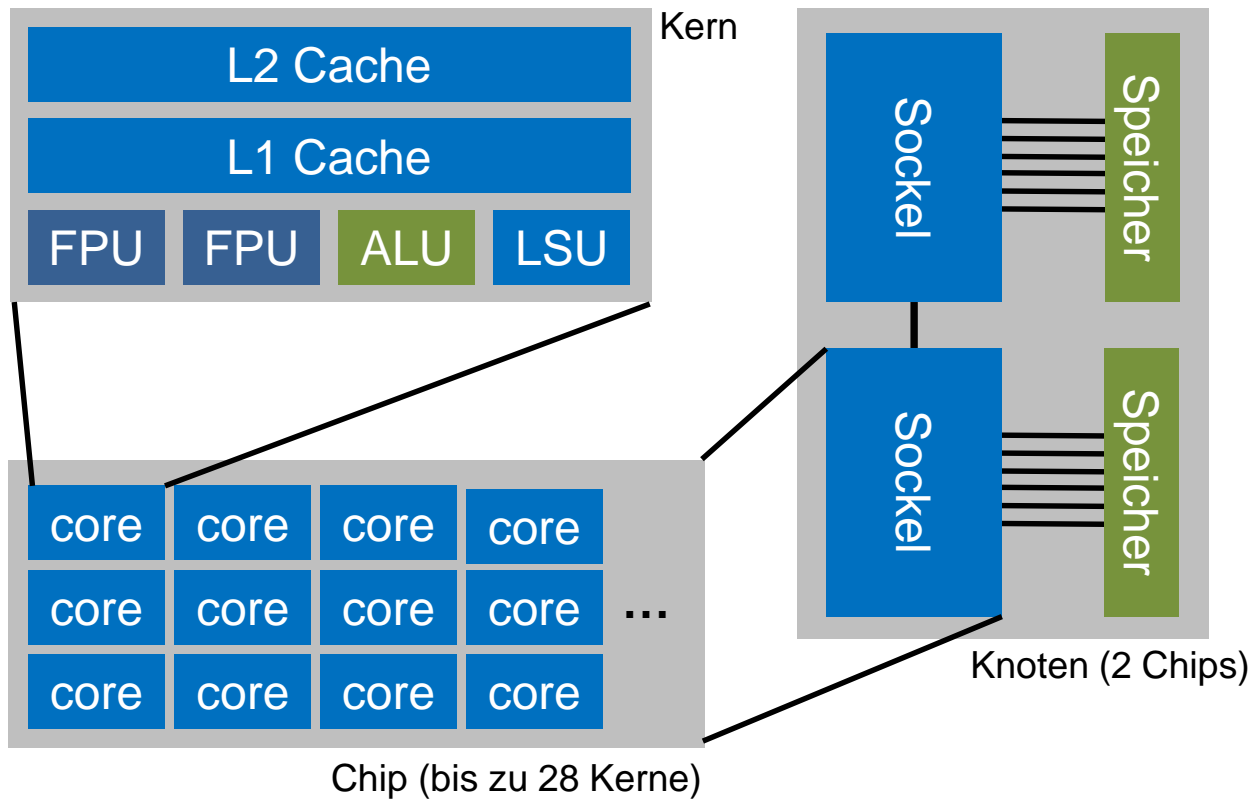 Kern
L2 Cache
L1 Cache
FPU FPU ALU LSU
core core core core
core core core core ...
core core core core
Chip (bis zu 28 Kerne)
Sockel
Speicher
Sockel
Speicher
Knoten (2 Chips)